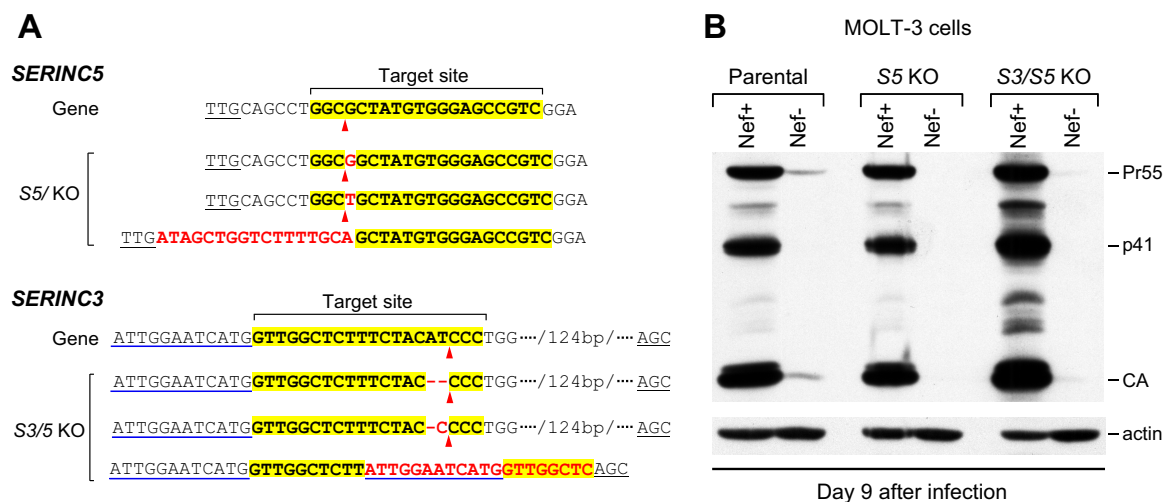 A
SERINC5
Target site
Gene
TTGCAGCCTGGCGCTATGTGGGAGCCGTCGGA
S5/ KO
TTGCAGCCTGGCGGCTATGTGGGAGCCGTCGGA
TTGCAGCCTGGCTGCTATGTGGGAGCCGTCGGA
TTGATAGCTGGTCTTTTGCAGCTATGTGGGAGCCGTCGGA
SERINC3
Target site
Gene
ATTGGAATCATGGTTGGCTCTTTCTACATCCCTGG····/124bp/···· AGC
S3/5 KO
ATTGGAATCATGGTTGGCTCTTTCTAC--CCCTGG····/124bp/···· AGC
ATTGGAATCATGGTTGGCTCTTTCTAC-CCCCTGG····/124bp/···· AGC
ATTGGAATCATGGTTGGCTCTTATTGGAATCATGGTTGGCTCAGC
B
MOLT-3 cells
Parental S5 KO S3/S5 KO
Nef+ Nef- Nef+ Nef- Nef+ Nef-
Pr55
p41
CA
actin
Day 9 after infection